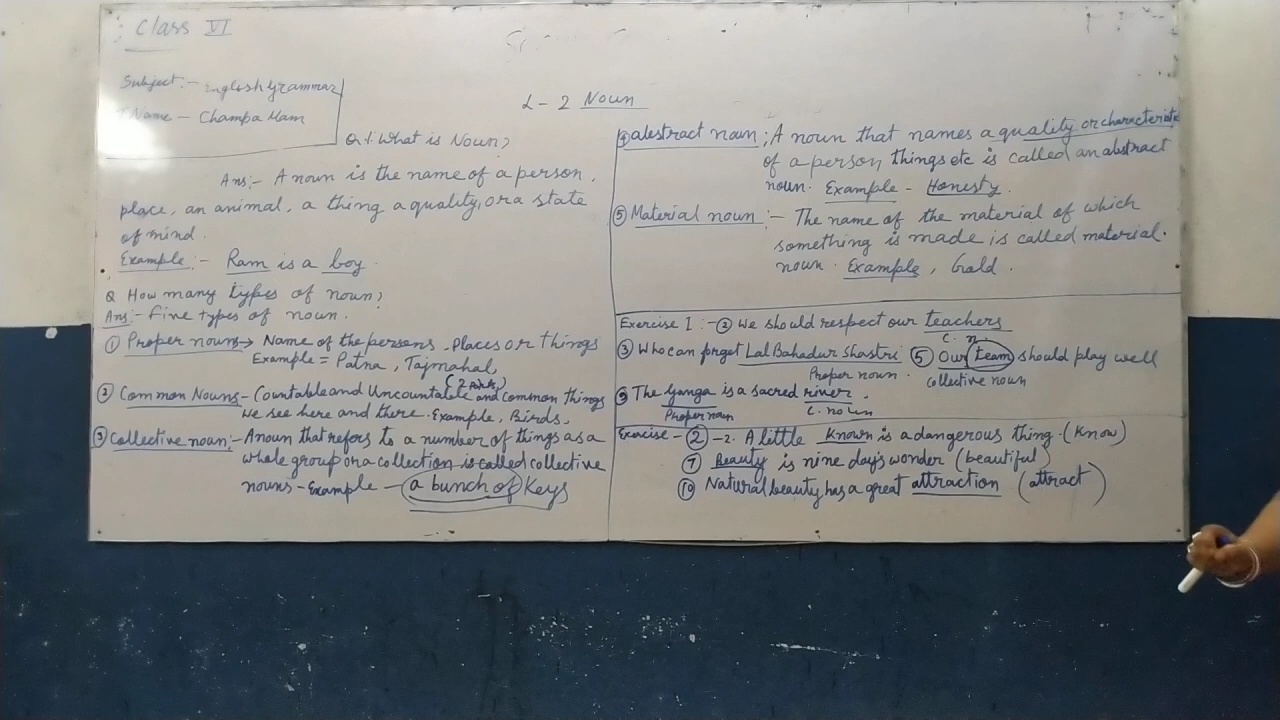 Class VI
Subject:- English Grammar
Name - Champa Mam
L - 2 Noun
Q1. What is Noun?
Ans:- A noun is the name of a person,
place, an animal, a thing a quality, or a state
of mind.
Example:- Ram is a boy.
Q How many types of noun?
Ans:- Five types of noun.
① Proper nouns → Name of the persons, Places or things
Example = Patna, Tajmahal,
② Common Nouns - Countable and Uncountable and common things
we see here and there. Example, Birds.
③ Collective noun:- A noun that refers to a number of things as a
whole group or a collection is called collective
nouns - Example - a bunch of Keys
④ abstract noun; A noun that names a quality or characteristic
of a person, things etc is called an abstract
noun. Example - Honesty.
⑤ Material noun:- The name of the material of which
something is made is called material
noun. Example, Gold.
Exercise 1:- ② We should respect our teachers
C. n.
③ Who can forget Lal Bahadur Shastri ⑤ Our team should play well
Proper noun. collective noun
⑨ The Ganga is a sacred river.
Proper noun C. noun
Exercise - ② - 2. A little Known is a dangerous thing. (Know)
⑦ Beauty is nine day's wonder (beautiful)
⑩ Natural beauty has a great attraction (attract)